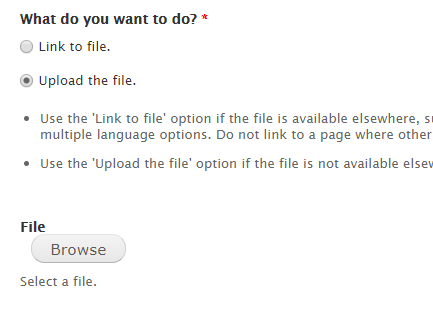 What do you want to do? *
Link to file.
Upload the file.
Use the 'Link to file' option if the file is available elsewhere,
multiple language options. Do not link to a page where other
Use the 'Upload the file' option if the file is not available
File
Browse
Select a file.